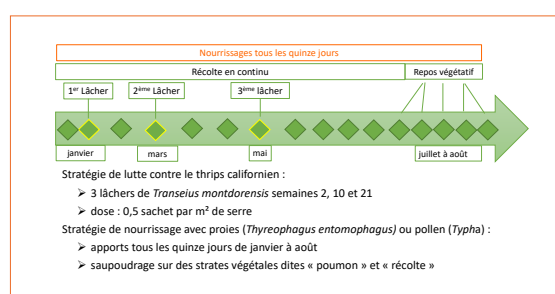 Nourrissages tous les quinze jours
Récolte en continu
Repos végétatif
1er Lâcher
2ème Lâcher
3ème lâcher
janvier
mars
mai
juillet à août
Stratégie de lutte contre le thrips californien :
➢ 3 lâchers de Transeius montdorensis semaines 2, 10 et 21
➢ dose : 0,5 sachet par m² de serre
Stratégie de nourrissage avec proies (Thyreophagus entomophagus) ou pollen (Typha) :
➢ apports tous les quinze jours de janvier à août
➢ saupoudrage sur des strates végétales dites « poumon » et « récolte »